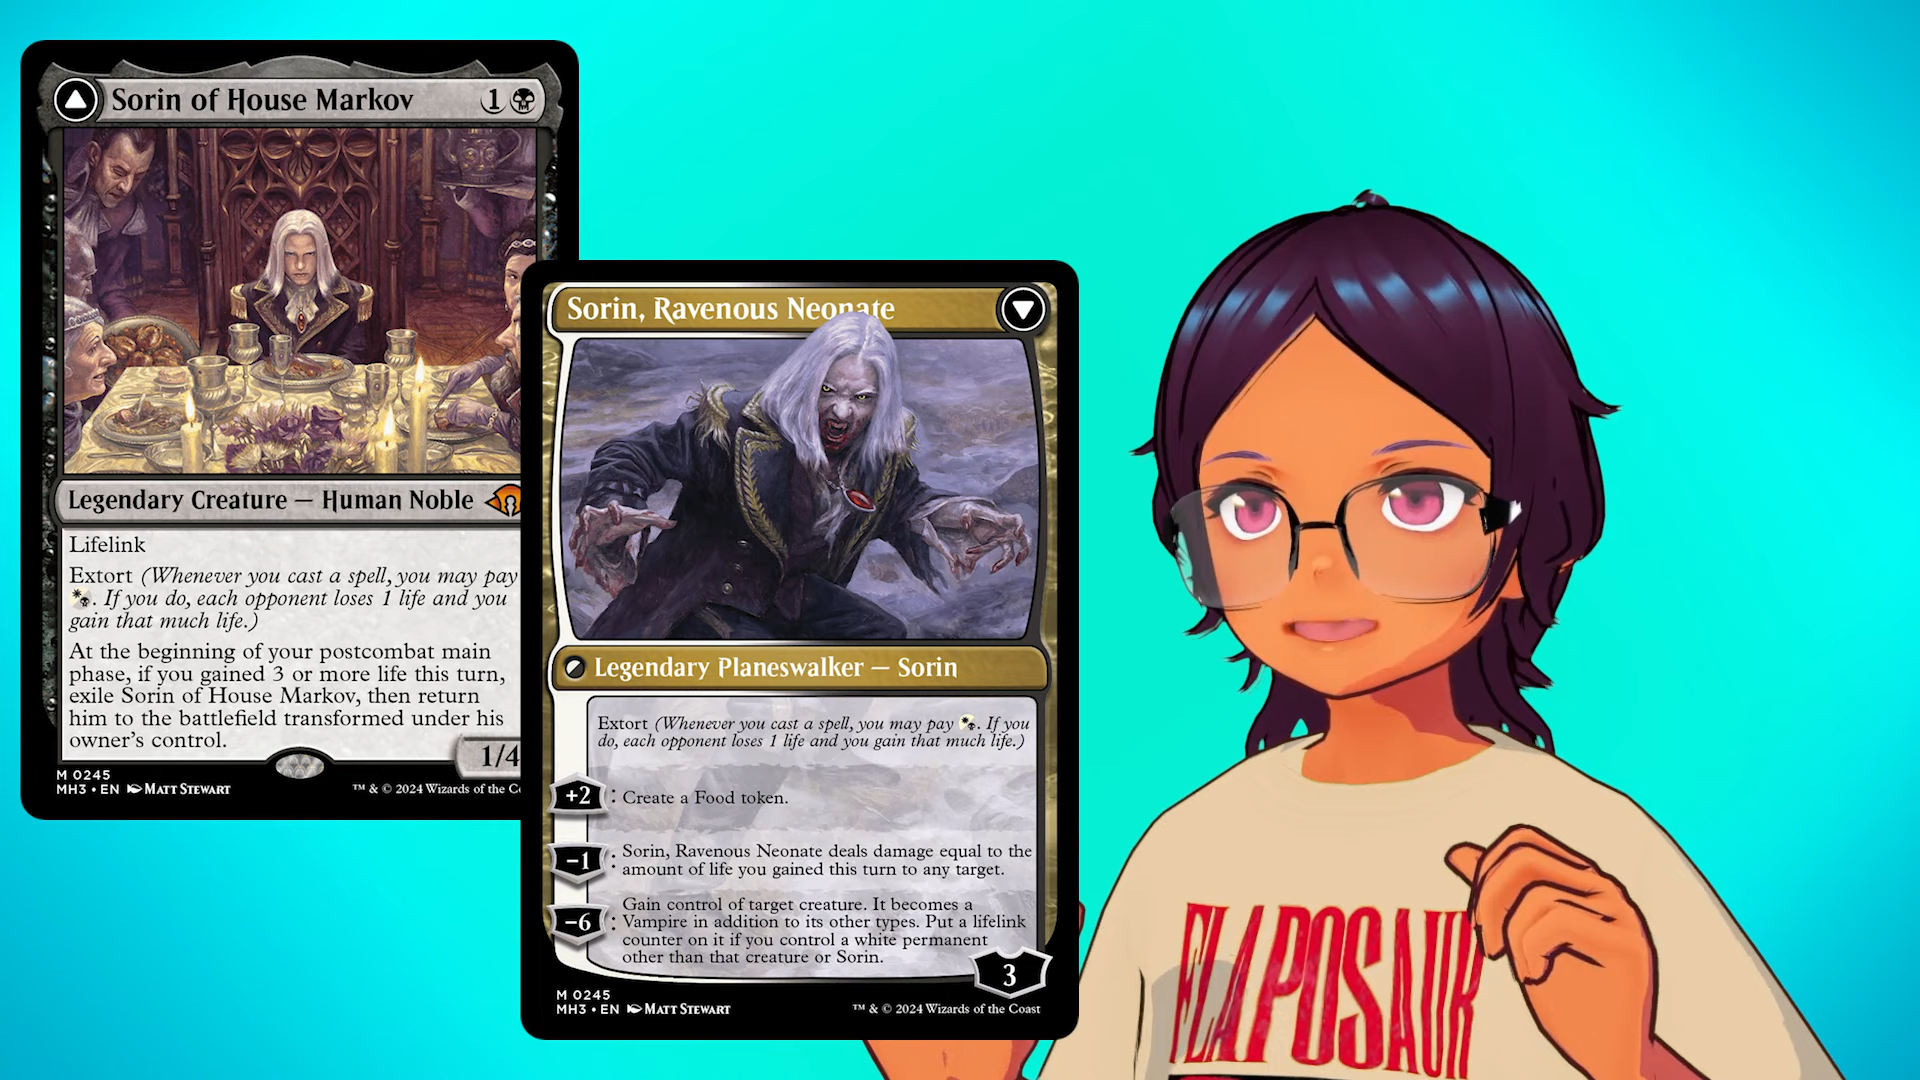 Sorin of House Markov 1
Legendary Creature — Human Noble
Lifelink
Extort (Whenever you cast a spell, you may pay
. If you do, each opponent loses 1 life and you
gain that much life.)
At the beginning of your postcombat main
phase, if you gained 3 or more life this turn,
exile Sorin of House Markov, then return
him to the battlefield transformed under his
owner's control.
1/4
M 0245
MH3 • EN MATT STEWART
™ & © 2024 Wizards of the Co
Sorin, Ravenous Neonate
Legendary Planeswalker — Sorin
Extort (Whenever you cast a spell, you may pay . If you
do, each opponent loses 1 life and you gain that much life.)
+2 : Create a Food token.
−1 : Sorin, Ravenous Neonate deals damage equal to the
amount of life you gained this turn to any target.
−6 : Gain control of target creature. It becomes a
Vampire in addition to its other types. Put a lifelink
counter on it if you control a white permanent
other than that creature or Sorin.
3
M 0245
MH3 • EN MATT STEWART
™ & © 2024 Wizards of the Coast
FLAPOSAUR